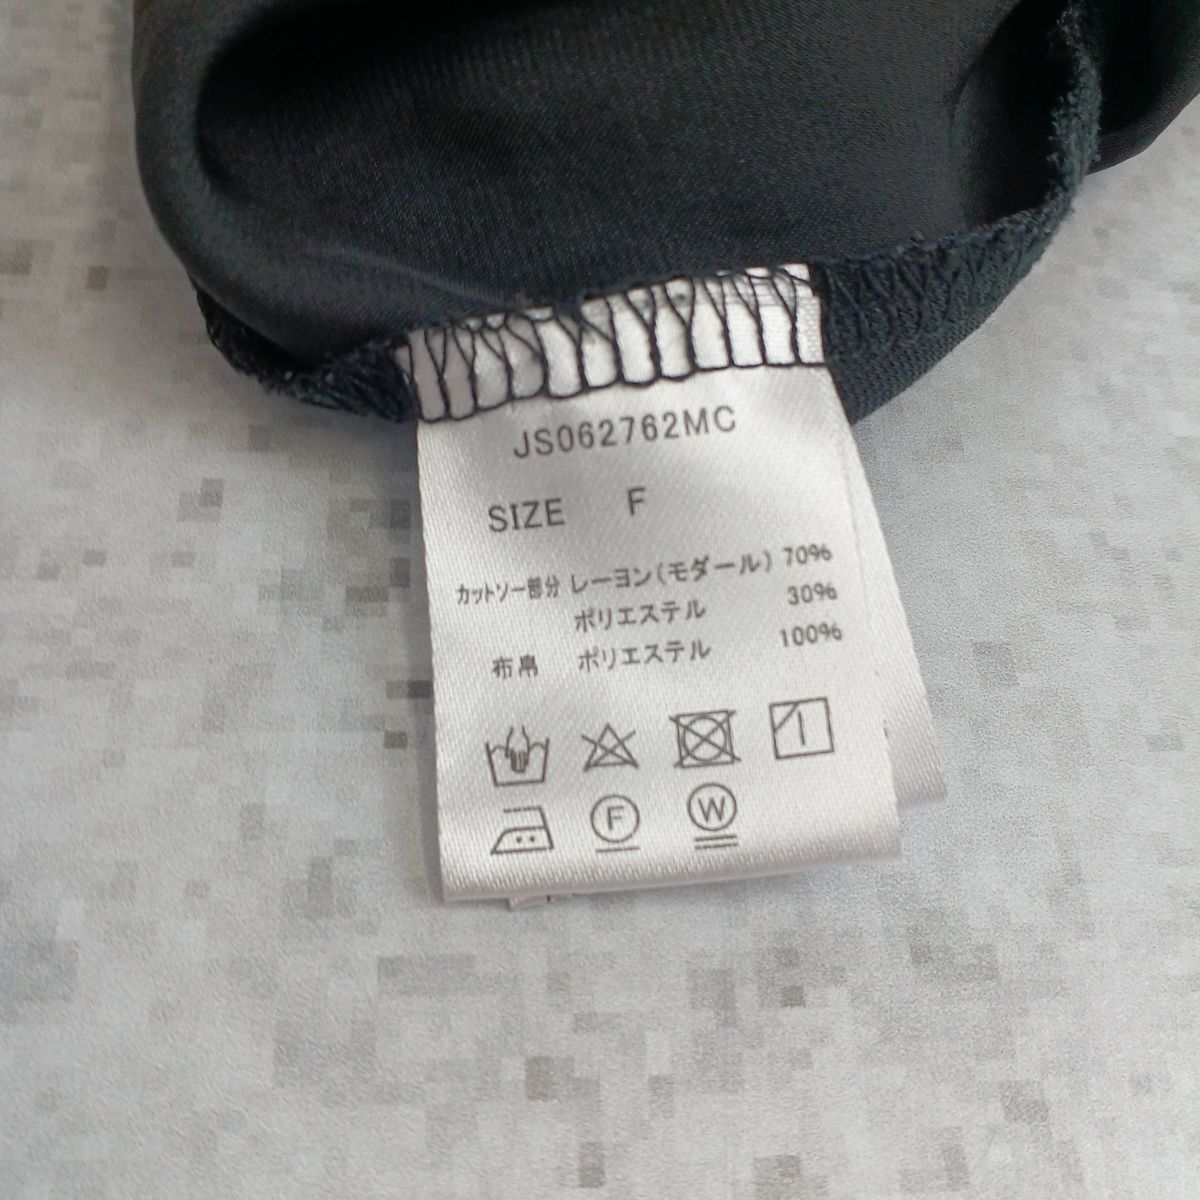 JS062762MC
SIZE F
カットソー部分 レーヨン(モダール) 70%
ポリエステル 30%
布帛 ポリエステル 100%
F W